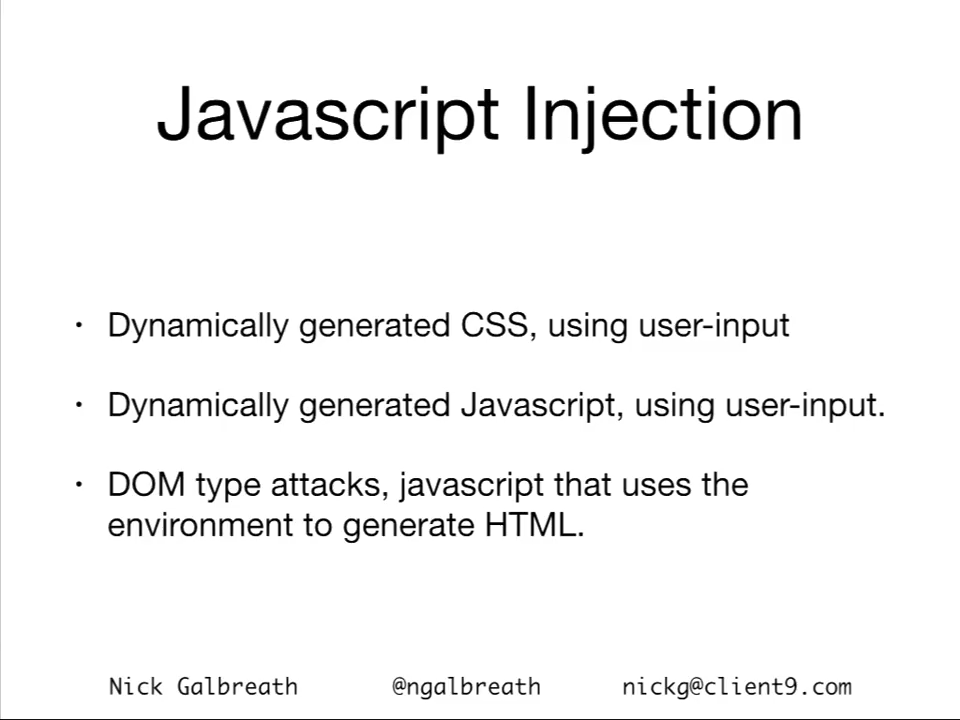 Javascript Injection
• Dynamically generated CSS, using user-input
• Dynamically generated Javascript, using user-input.
• DOM type attacks, javascript that uses the
environment to generate HTML.
Nick Galbreath @ngalbreath nickg@client9.com